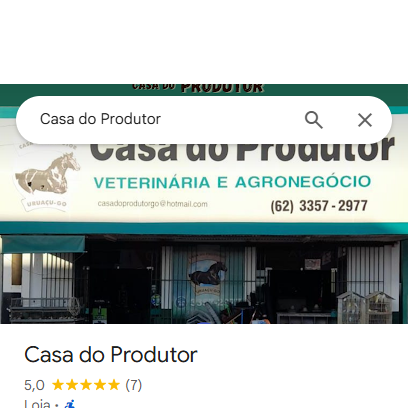 CASA DO PRODUTOR
Casa do Produtor
Casa do Produtor
VETERINÁRIA E AGRONEGÓCIO
casadoprodutorgo@hotmail.com
(62) 3357-2977
URUAÇU-GO
Casa do Produtor
5,0 (7)
Loja ·